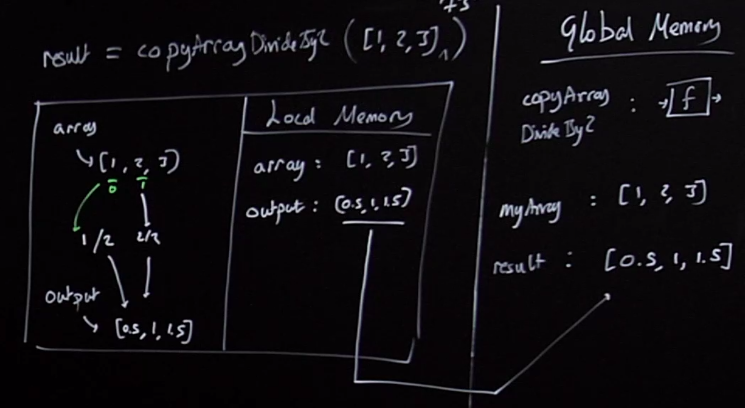 result = copyArrayDivideBy2 ([1, 2, 3])
array
[1, 2, 3)
0 1
1/2 2/2
output
[0.5, 1, 1.5]
Local Memory
array : [1, 2, 3]
output : [0.5, 1, 1.5]
Global Memory
copyArray
DivideBy2 : f
myArray : [1, 2, 3]
result : [0.5, 1, 1.5]